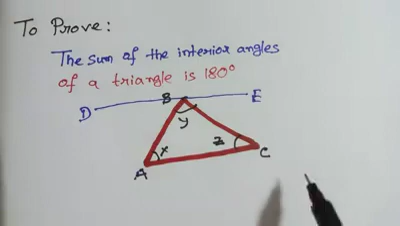 To Prove:
The sum of the interior angles
of a triangle is 180°
B E
D
y
x z
A C